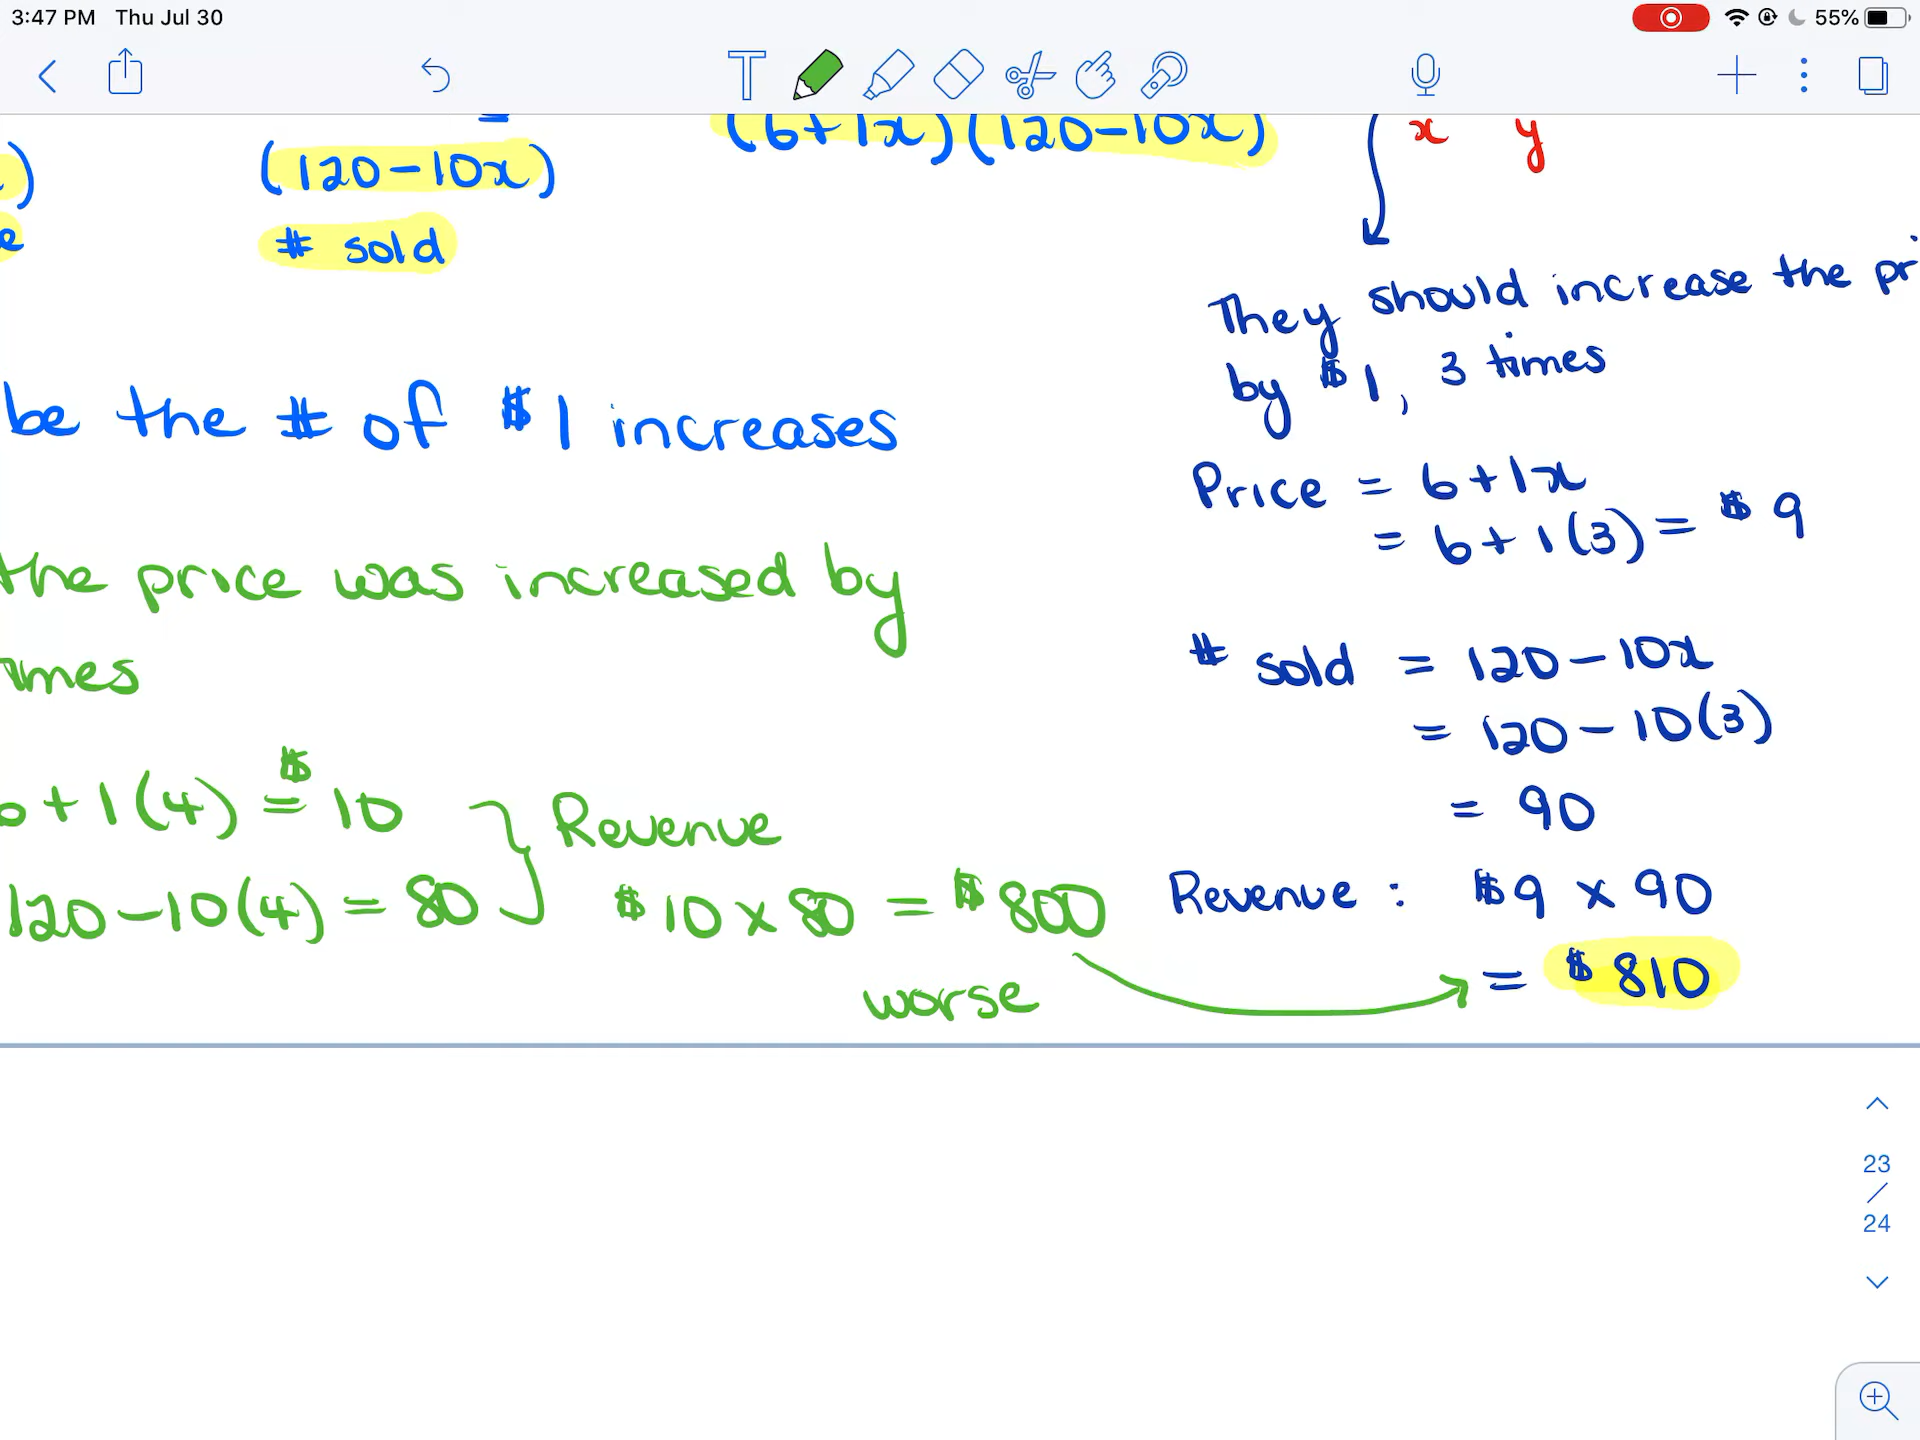 3:47 PM Thu Jul 30
55%
T
(6+1x)(120-10x)
x y
)
(120-10x)
# sold
They should increase the pr
by $1, 3 times
be the # of $1 increases
Price = 6+1x
= 6+1(3) = $9
the price was increased by
times
# sold = 120-10x
= 120-10(3)
= 90
6+1(4) = $10
Revenue
120-10(4) = 80
$10 x 80 = $800
Revenue : $9 x 90
= $810
worse
23
/
24